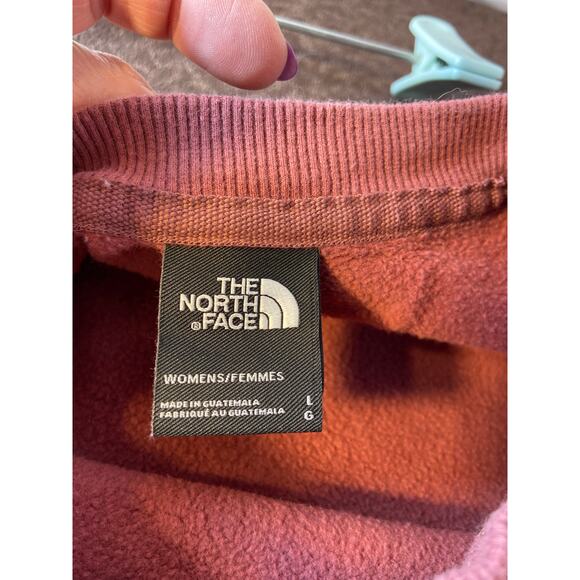 THE
NORTH
®FACE
WOMENS/FEMMES
MADE IN GUATEMALA L
FABRIQUÉ AU GUATEMALA G